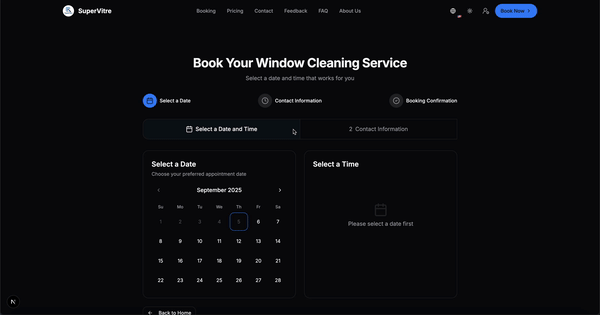 SuperVitre
Booking Pricing Contact Feedback FAQ About Us
Book Now
Book Your Window Cleaning Service
Select a date and time that works for you
Select a Date
Contact Information
Booking Confirmation
Select a Date and Time
2 Contact Information
Select a Date
Choose your preferred appointment date
September 2025
Su Mo Tu We Th Fr Sa
1 2 3 4 5 6 7
8 9 10 11 12 13 14
15 16 17 18 19 20 21
22 23 24 25 26 27 28
Select a Time
Please select a date first
N
Back to Home